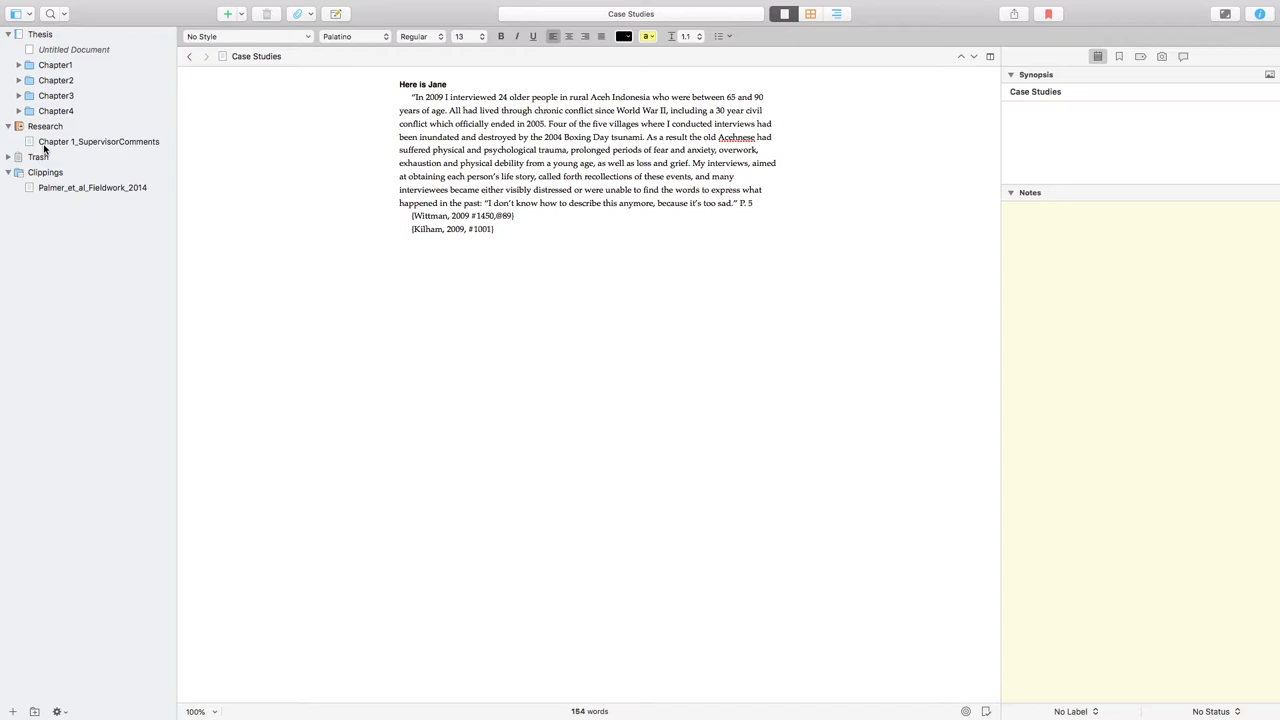 Case Studies
No Style
Palatino
Regular
13
B I U
a
1.1
Thesis
Untitled Document
Chapter1
Chapter2
Chapter3
Chapter4
Research
Chapter 1_SupervisorComments
Trash
Clippings
Palmer_et_al_Fieldwork_2014
Case Studies
Here is Jane
“In 2009 I interviewed 24 older people in rural Aceh Indonesia who were between 65 and 90
years of age. All had lived through chronic conflict since World War II, including a 30 year civil
conflict which officially ended in 2005. Four of the five villages where I conducted interviews had
been inundated and destroyed by the 2004 Boxing Day tsunami. As a result the old Acehnese had
suffered physical and psychological trauma, prolonged periods of fear and anxiety, overwork,
exhaustion and physical debility from a young age, as well as loss and grief. My interviews, aimed
at obtaining each person’s life story, called forth recollections of these events, and many
interviewees became either visibly distressed or were unable to find the words to express what
happened in the past: “I don’t know how to describe this anymore, because it’s too sad.” P. 5
{Wittman, 2009 #1450,@89}
{Kilham, 2009, #1001}
Synopsis
Case Studies
Notes
100%
154 words
No Label
No Status